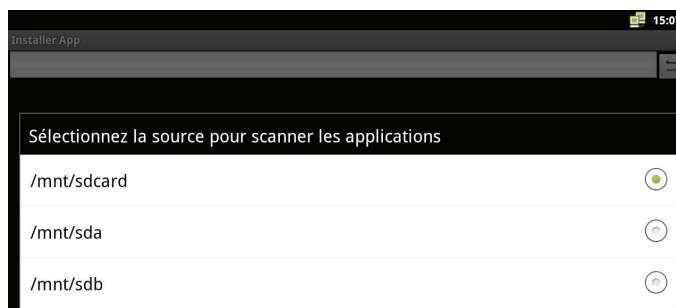 Installer App
Sélectionnez la source pour scanner les applications
/mnt/sdcard
/mnt/sda
/mnt/sdb